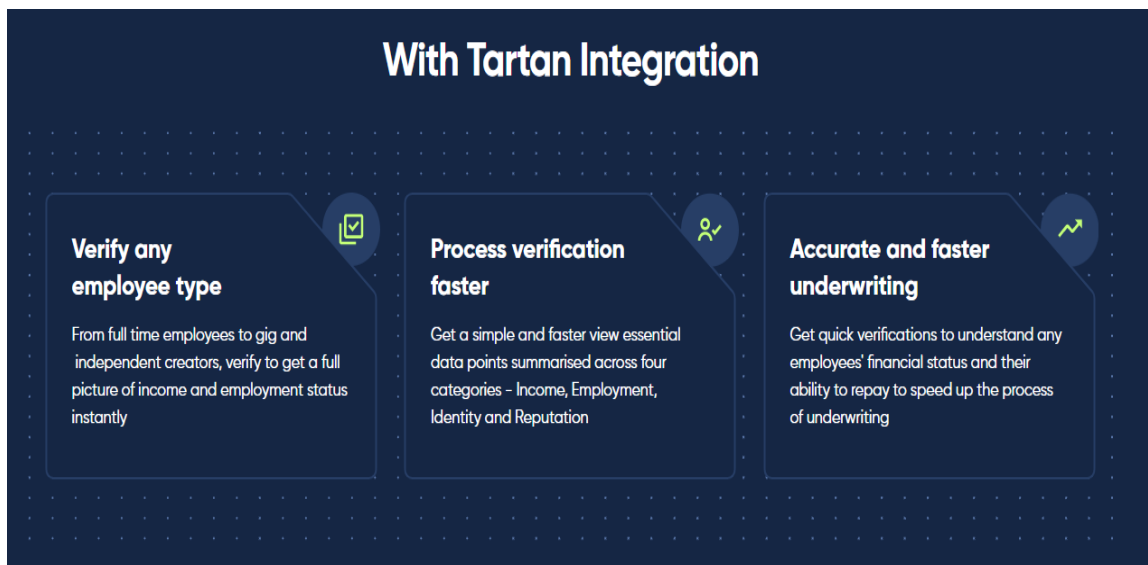 With Tartan Integration
Verify any
employee type
From full time employees to gig and
independent creators, verify to get a full
picture of income and employment status
instantly
Process verification
faster
Get a simple and faster view essential
data points summarised across four
categories - Income, Employment,
Identity and Reputation
Accurate and faster
underwriting
Get quick verifications to understand any
employees' financial status and their
ability to repay to speed up the process
of underwriting